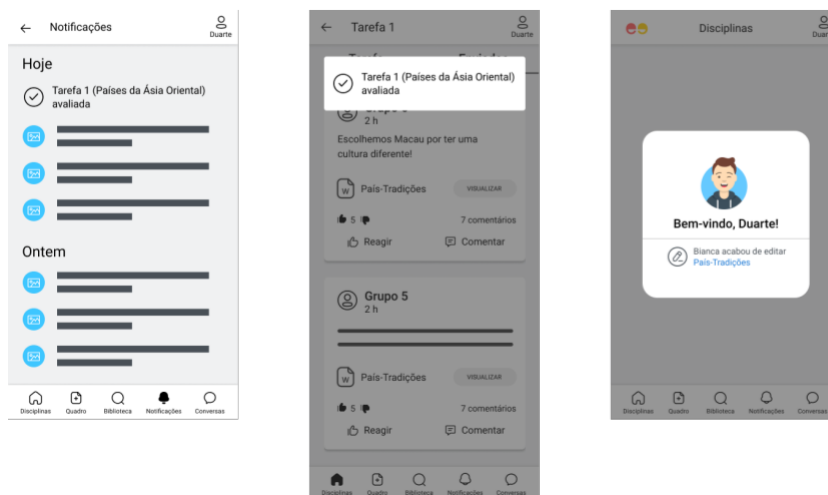 Notificações
Duarte
Hoje
Tarefa 1 (Países da Ásia Oriental)
avaliada
Ontem
Disciplinas
Quadro
Biblioteca
Notificações
Conversas
Tarefa 1
Duarte
Tarefa 1 (Países da Ásia Oriental)
avaliada
2 h
Escolhemos Macau por ter uma
cultura diferente!
W
País-Tradições
VISUALIZAR
5
7 comentários
Reagir
Comentar
Grupo 5
2 h
W
País-Tradições
VISUALIZAR
5
7 comentários
Reagir
Comentar
Disciplinas
Quadro
Biblioteca
Notificações
Conversas
Disciplinas
Bem-vindo, Duarte!
Bianca acabou de editar
País-Tradições
Disciplinas
Quadro
Biblioteca
Notificações
Conversas